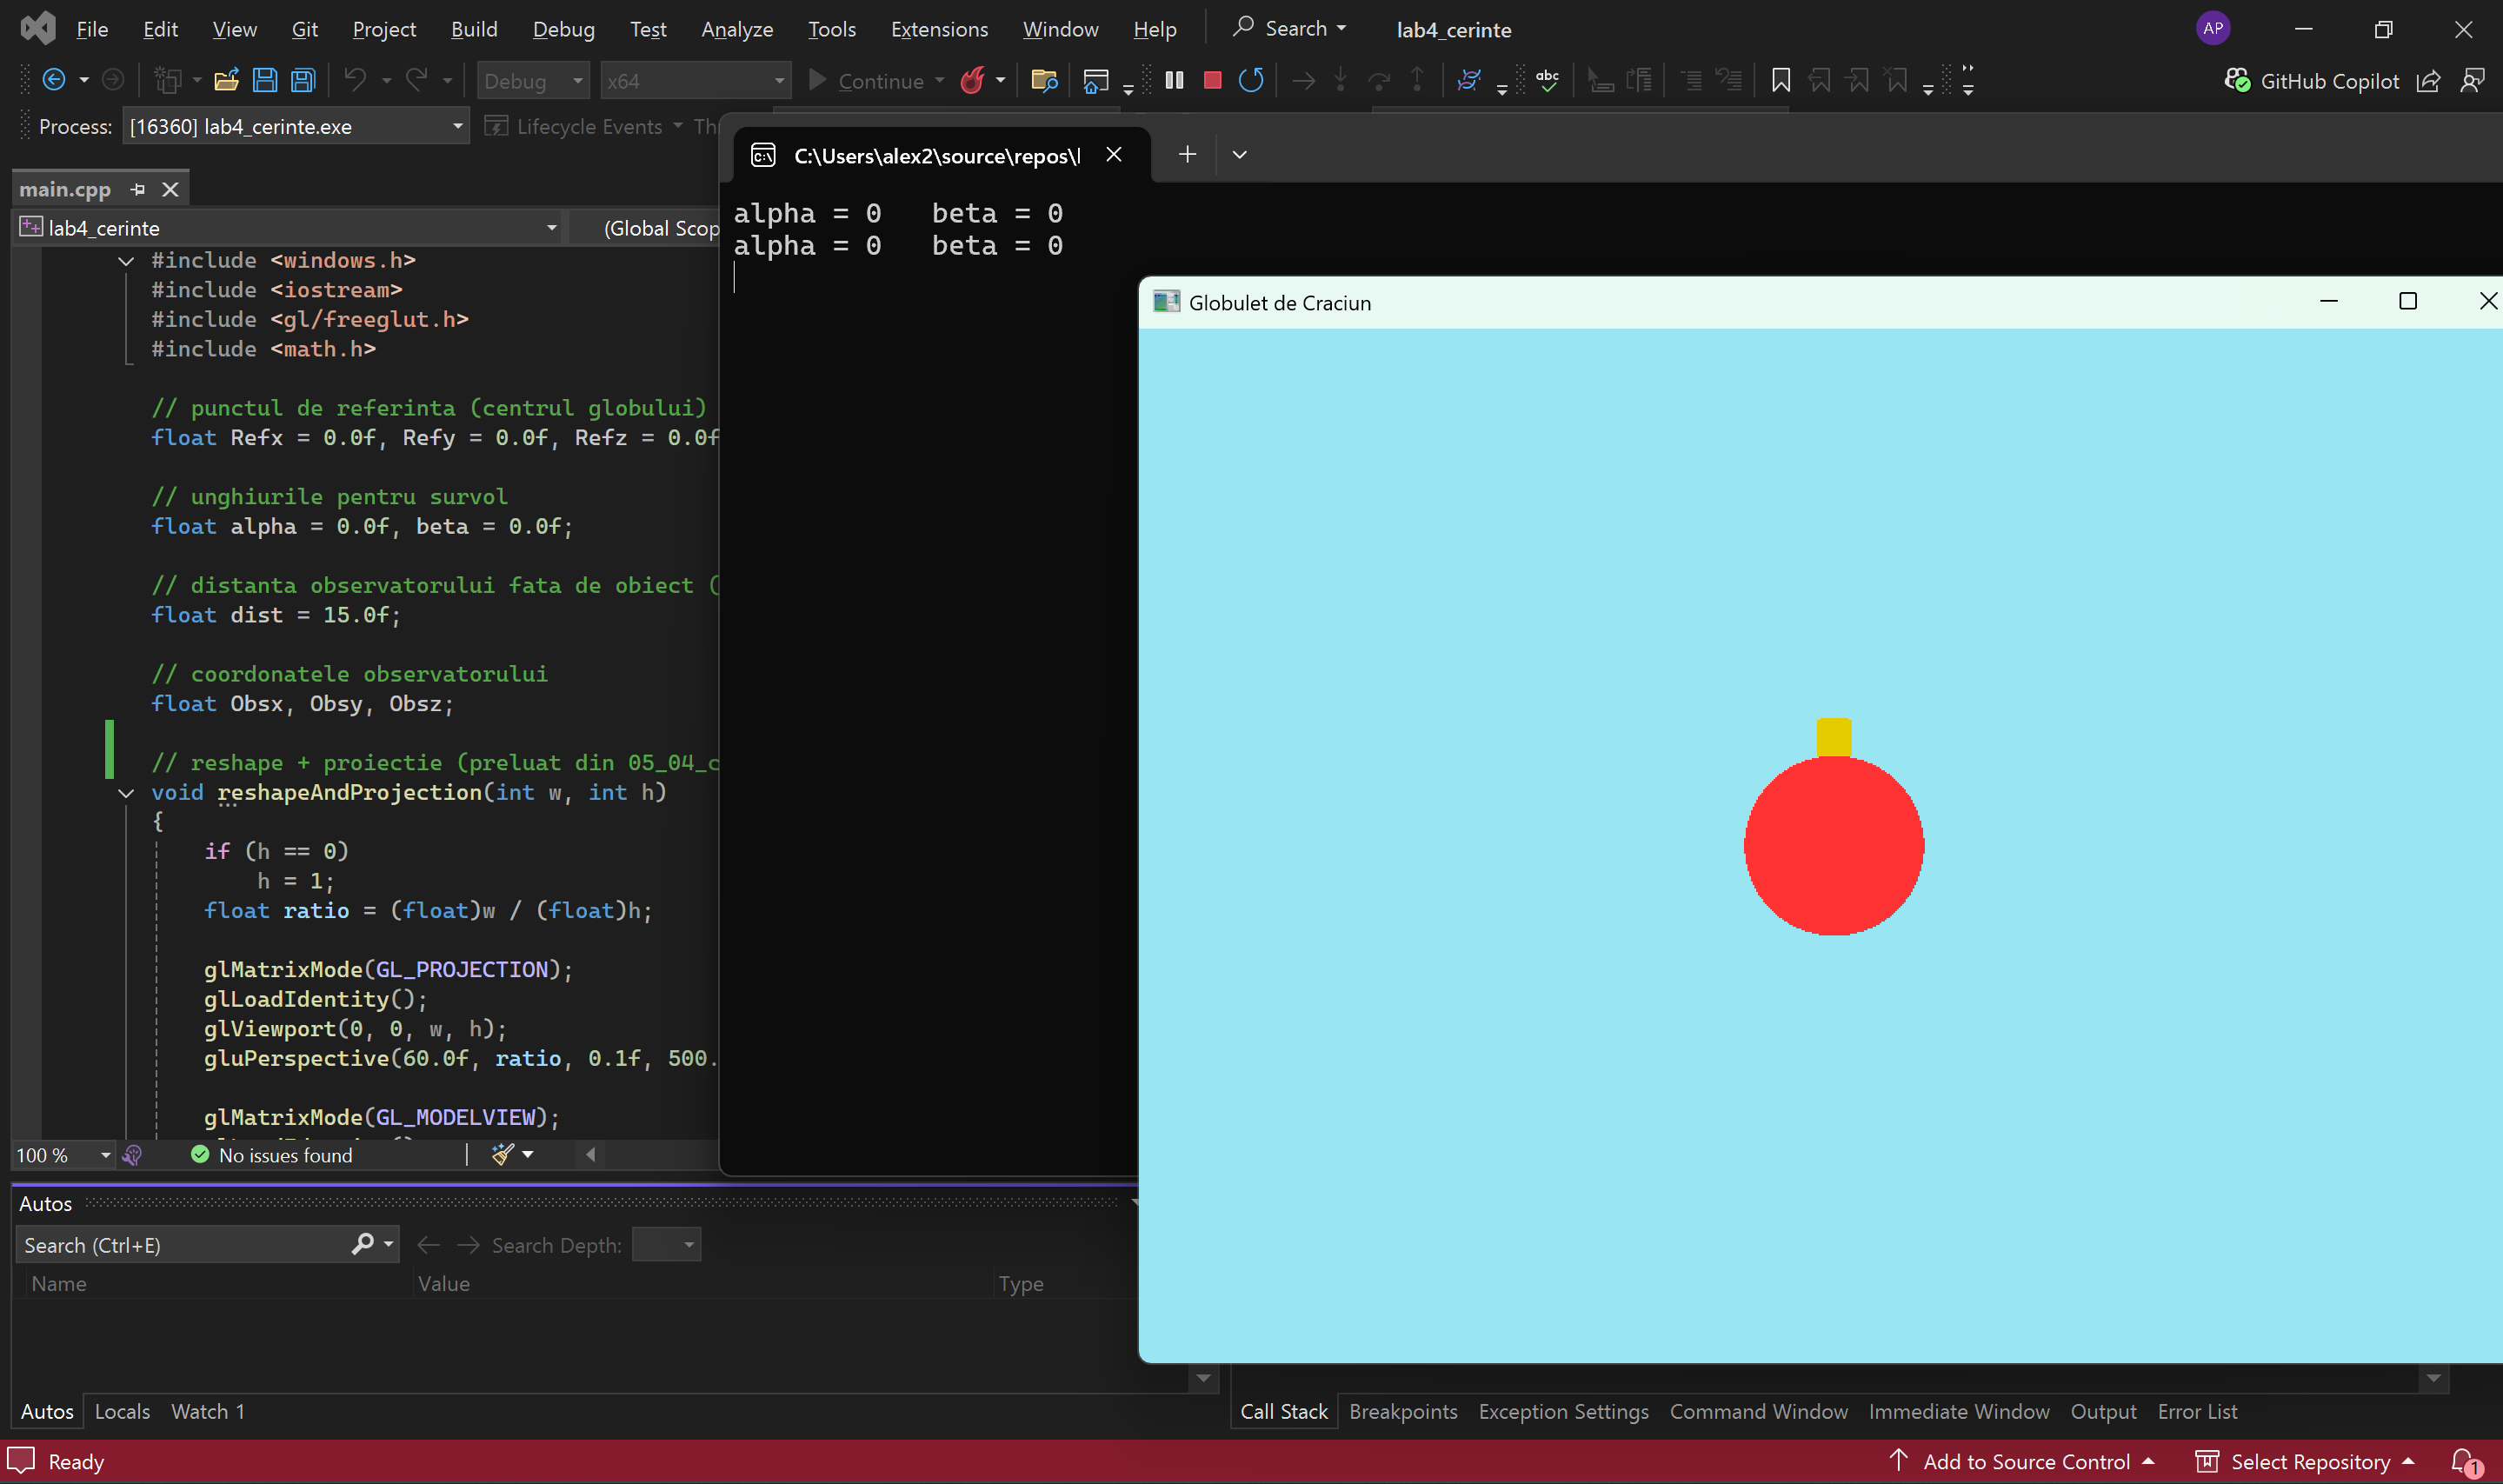 File Edit View Git Project Build Debug Test Analyze Tools Extensions Window Help Search lab4_cerinte AP
Debug x64 Continue abc GitHub Copilot
Process: [16360] lab4_cerinte.exe Lifecycle Events
C:\Users\alex2\source\repos\
main.cpp
lab4_cerinte (Global Scop
alpha = 0 beta = 0
alpha = 0 beta = 0
Globulet de Craciun
#include <windows.h>
#include <iostream>
#include <gl/freeglut.h>
#include <math.h>
// punctul de referinta (centrul globului)
float Refx = 0.0f, Refy = 0.0f, Refz = 0.0f
// unghiurile pentru survol
float alpha = 0.0f, beta = 0.0f;
// distanta observatorului fata de obiect (
float dist = 15.0f;
// coordonatele observatorului
float Obsx, Obsy, Obsz;
// reshape + proiectie (preluat din 05_04_c
void reshapeAndProjection(int w, int h)
{
if (h == 0)
h = 1;
float ratio = (float)w / (float)h;
glMatrixMode(GL_PROJECTION);
glLoadIdentity();
glViewport(0, 0, w, h);
gluPerspective(60.0f, ratio, 0.1f, 500.
glMatrixMode(GL_MODELVIEW);
100 % No issues found
Autos
Search (Ctrl+E) Search Depth:
Name Value Type
Autos Locals Watch 1
Call Stack Breakpoints Exception Settings Command Window Immediate Window Output Error List
Ready Add to Source Control Select Repository 1